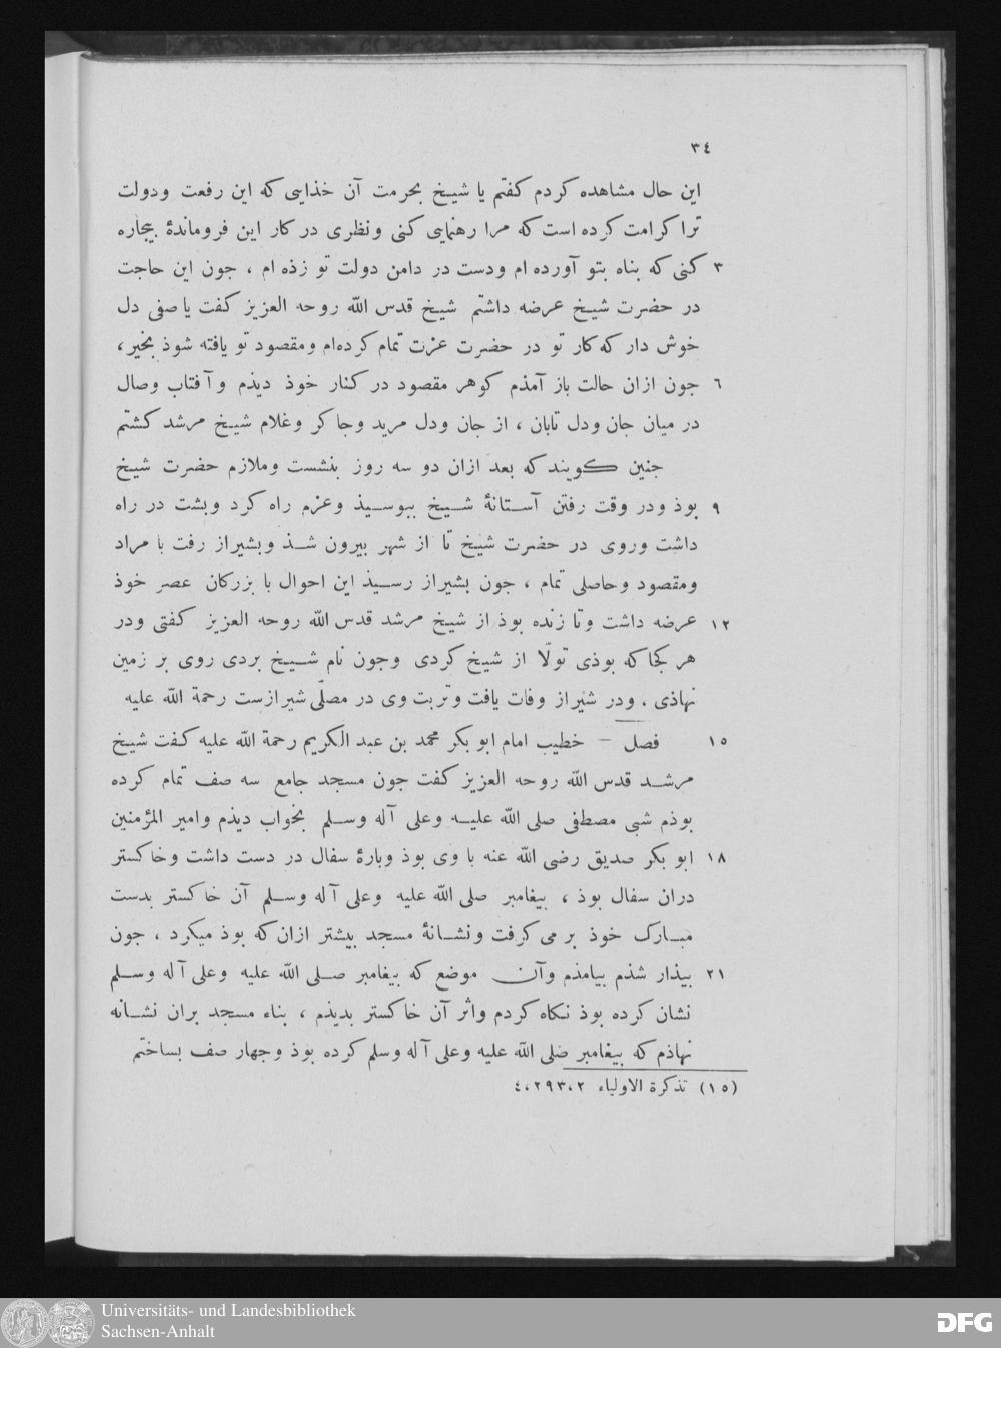 ٣٤
این حال مشاهده کردم کفتم یا شیخ بحرمت آن خذایی که این رفعت ودولت
ترا کرامت کرده است که مرا رهنمایی کنی ونظری در کار این فروماندۀ بیجاره
٣ کنی که بناه بتو آورده ام ودست در دامن دولت تو زذه ام ، جون این حاجت
در حضرت شیخ عرضه داشتم شیخ قدس الله روحه العزیز کفت یا صفی دل
خوش دار که کار تو در حضرت عزت تمام کرده‌ام ومقصود تو یافته شوذ بخیر،
٦ جون ازان حالت باز آمذم کوهر مقصود در کنار خوذ دیذم و آفتاب وصال
در میان جان ودل تابان ، از جان ودل مرید وجاکر وغلام شیخ مرشد کشتم
جنین کویند که بعد ازان دو سه روز بنشست وملازم حضرت شیخ
٩ بوذ ودر وقت رفتن آستانۀ شیخ ببوسیذ وعزم راه کرد وبشت در راه
داشت وروی در حضرت شیخ تا از شهر بیرون شذ وبشیراز رفت با مراد
ومقصود وحاصلی تمام ، جون بشیراز رسیذ این احوال با بزرکان عصر خوذ
١٢ عرضه داشت وتا زنده بوذ از شیخ مرشد قدس الله روحه العزیز کفتی ودر
هر کجا که بوذی تولّا از شیخ کردی وجون نام شیخ بردی روی بر زمین
نهاذی ، ودر شیراز وفات یافت وتربت وی در مصلّی شیرازست رحمة الله علیه
١٥ فصل – خطیب امام ابو بکر محمد بن عبد الکریم رحمة الله علیه کفت شیخ
مرشد قدس الله روحه العزیز کفت جون مسجد جامع سه صف تمام کرده
بوذم شبی مصطفی صلی الله علیه وعلی آله وسلم بخواب دیذم وامیر المؤمنین
١٨ ابو بکر صدیق رضی الله عنه با وی بوذ وبارۀ سفال در دست داشت وخاکستر
دران سفال بوذ ، بیغامبر صلی الله علیه وعلی آله وسلم آن خاکستر بدست
مبارک خوذ بر می کرفت ونشانۀ مسجد بیشتر ازان که بوذ میکرد ، جون
٢١ بیذار شذم بیامذم وآن موضع که بیغامبر صلی الله علیه وعلی آله وسلم
نشان کرده بوذ نکاه کردم واثر آن خاکستر بدیذم ، بناء مسجد بران نشانه
نهاذم که بیغامبر صلی الله علیه وعلی آله وسلم کرده بوذ وجهار صف بساختم
(١٥) تذکرة الاولیاء ٢،٢٩٣،٤
Universitäts- und Landesbibliothek
Sachsen-Anhalt
DFG